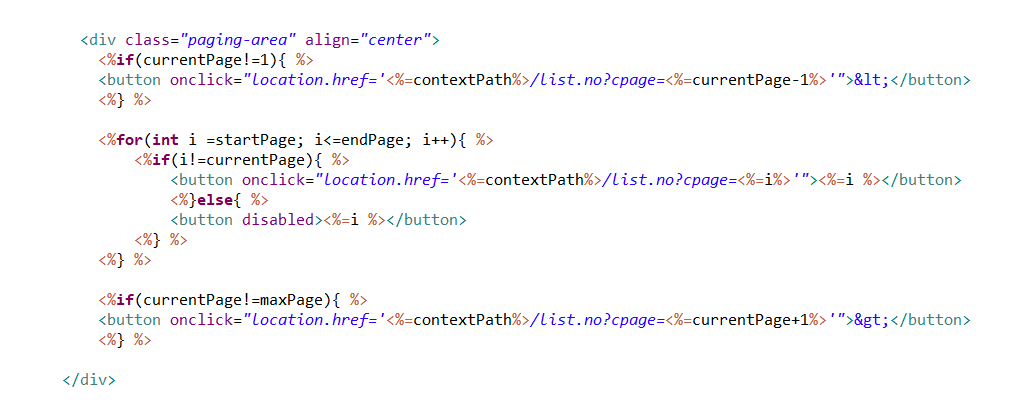 <div class="paging-area" align="center">
<%if(currentPage!=1){ %>
<button onclick="location.href='<%=contextPath%>/list.no?cpage=<%=currentPage-1%>'">&lt;</button>
<%} %>
<%for(int i =startPage; i<=endPage; i++){ %>
<%if(i!=currentPage){ %>
<button onclick="location.href='<%=contextPath%>/list.no?cpage=<%=i%>'"><%=i %></button>
<%}else{ %>
<button disabled><%=i %></button>
<%} %>
<%} %>
<%if(currentPage!=maxPage){ %>
<button onclick="location.href='<%=contextPath%>/list.no?cpage=<%=currentPage+1%>'">&gt;</button>
<%} %>
</div>